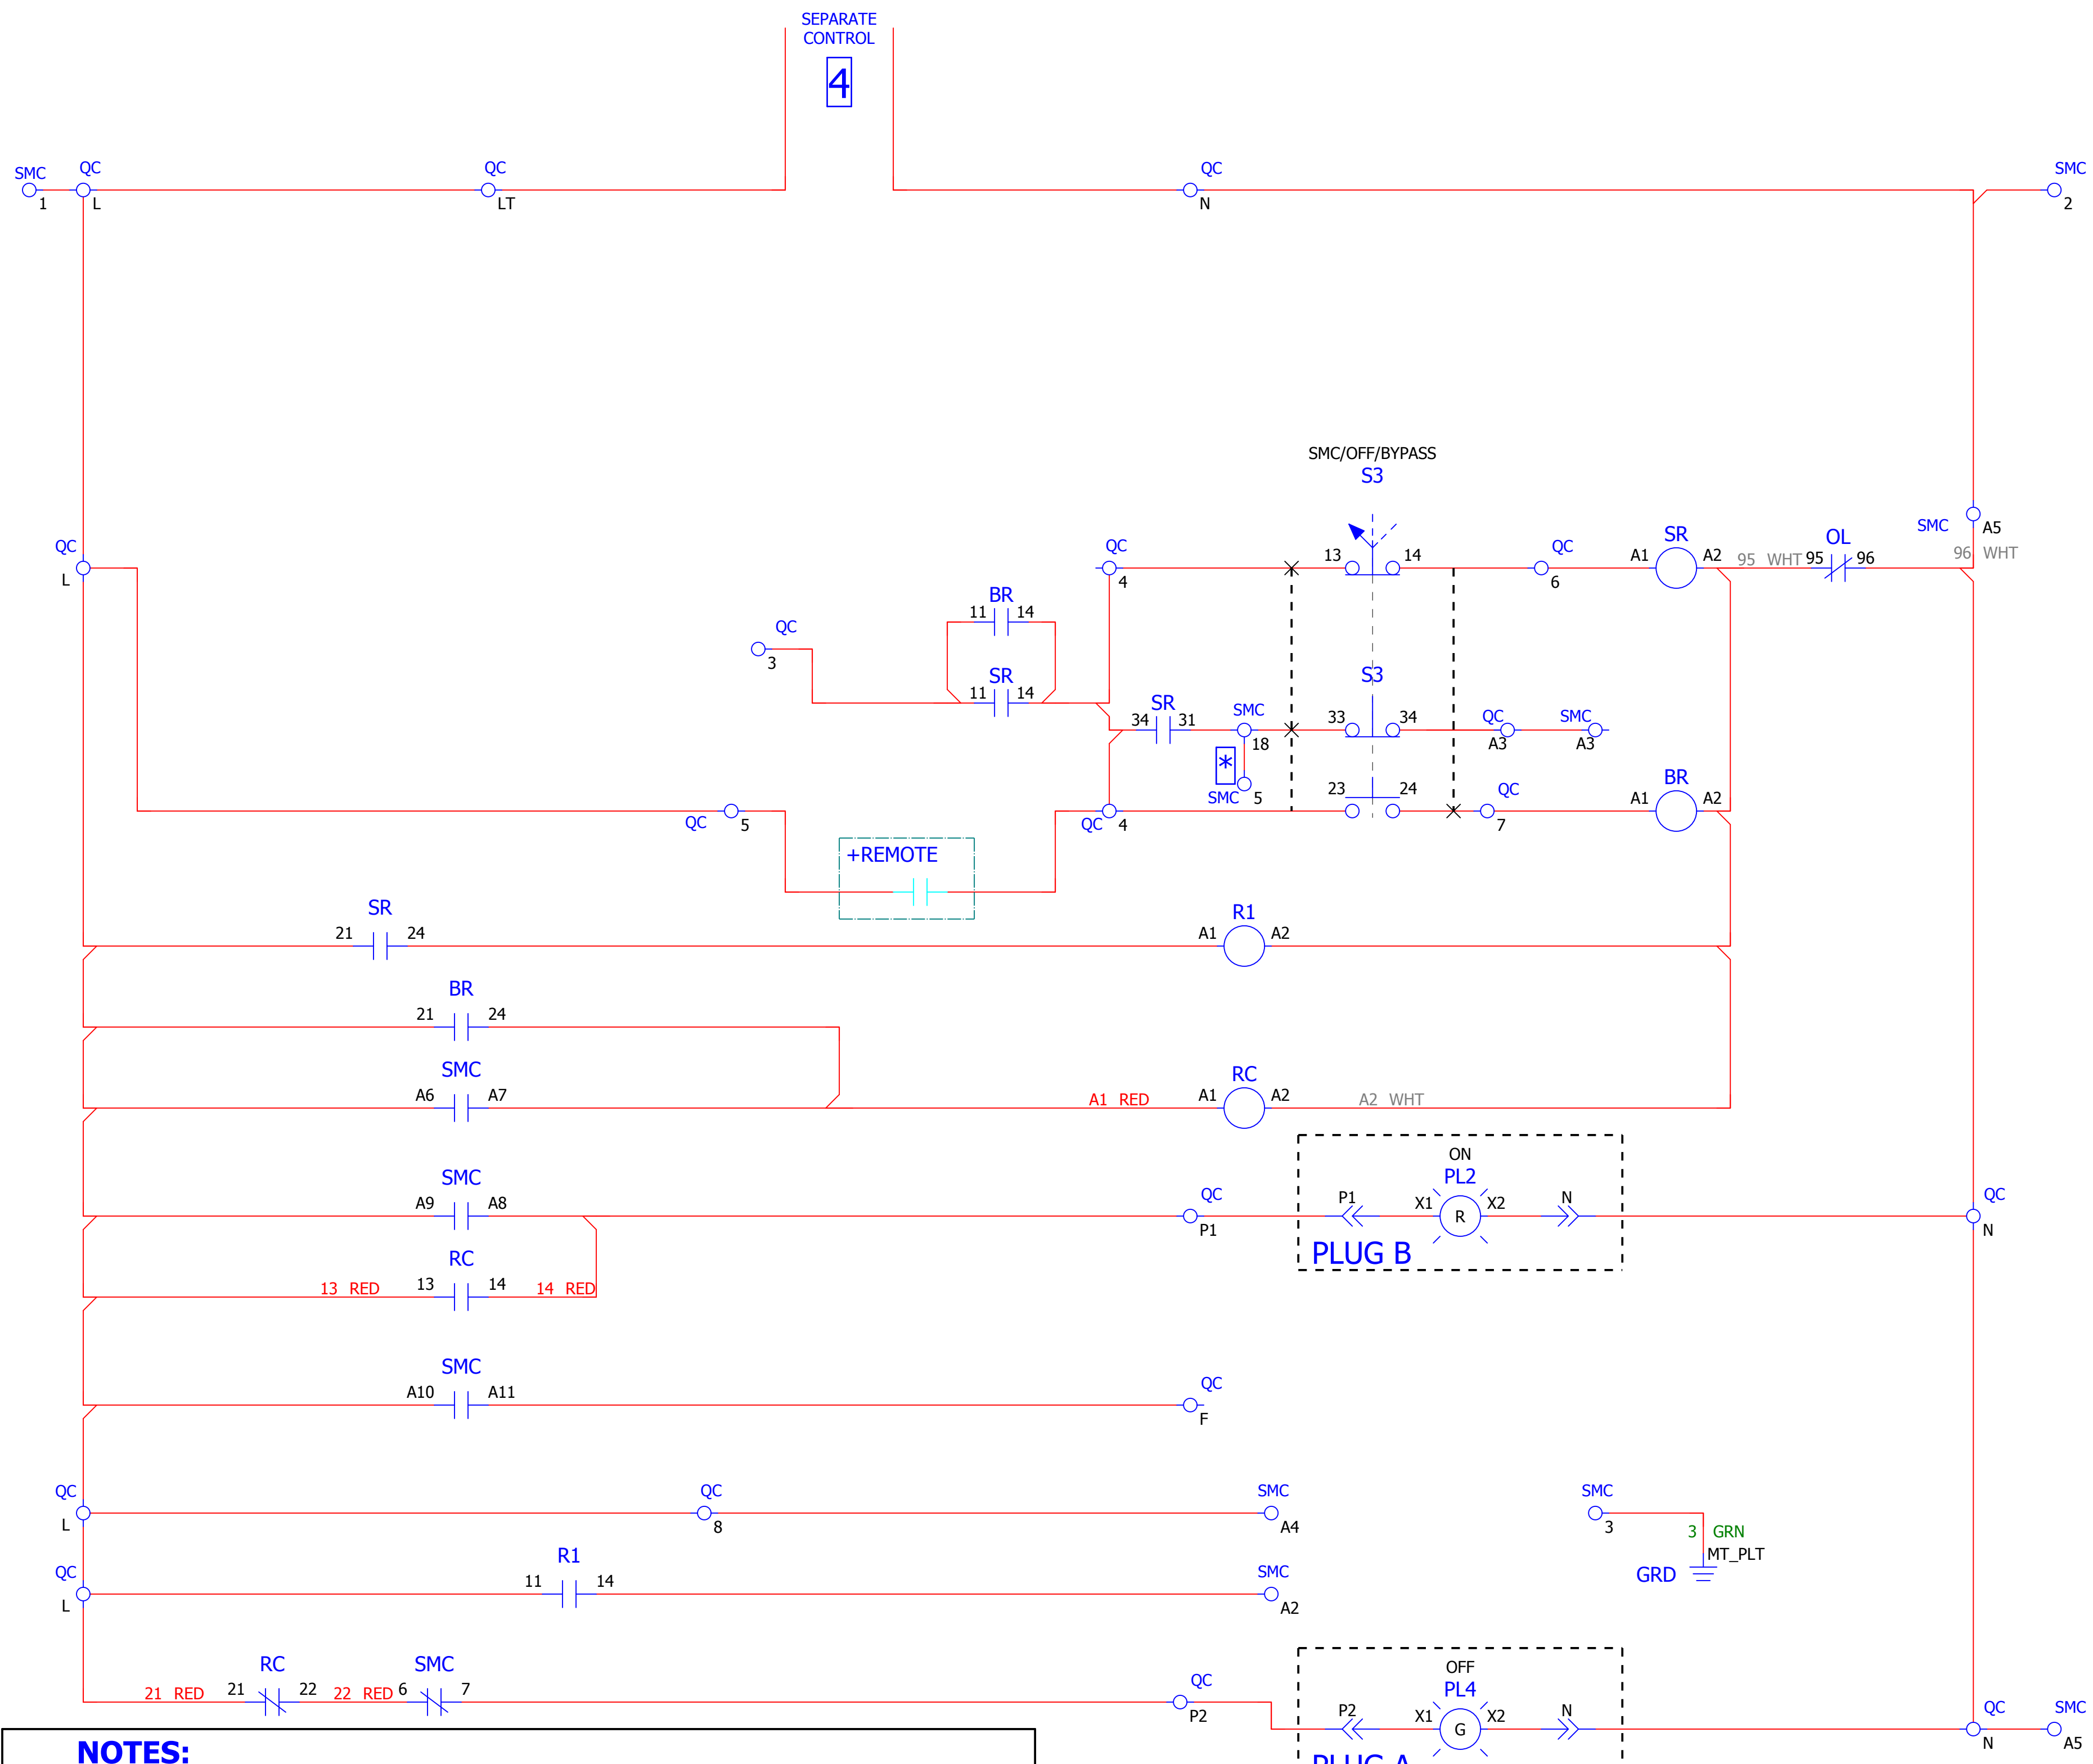 SEPARATE
CONTROL
4
SMC
1
QC
L
QC
LT
QC
N
SMC
2
SMC/OFF/BYPASS
S3
QC
L
QC
4
13
14
QC
6
SR
A1
A2
95 WHT
OL
95
96
SMC
A5
96 WHT
BR
11
14
QC
3
SR
11
14
S3
SR
34
31
SMC
18
33
34
QC
A3
SMC
A3
*
SMC
5
QC
5
QC
4
23
24
QC
7
BR
A1
A2
+REMOTE
SR
21
24
R1
A1
A2
BR
21
24
SMC
A6
A7
A1 RED
RC
A1
A2
A2 WHT
SMC
A9
A8
QC
P1
ON
PL2
P1
X1
R
X2
N
PLUG B
QC
N
RC
13 RED
13
14
14 RED
SMC
A10
A11
QC
F
QC
L
QC
8
SMC
A4
SMC
3
3 GRN
MT_PLT
GRD
QC
L
R1
11
14
SMC
A2
RC
21 RED
21
22
22 RED
SMC
6
7
QC
P2
OFF
PL4
P2
X1
G
X2
N
PLUG A
QC
N
SMC
A5
NOTES: